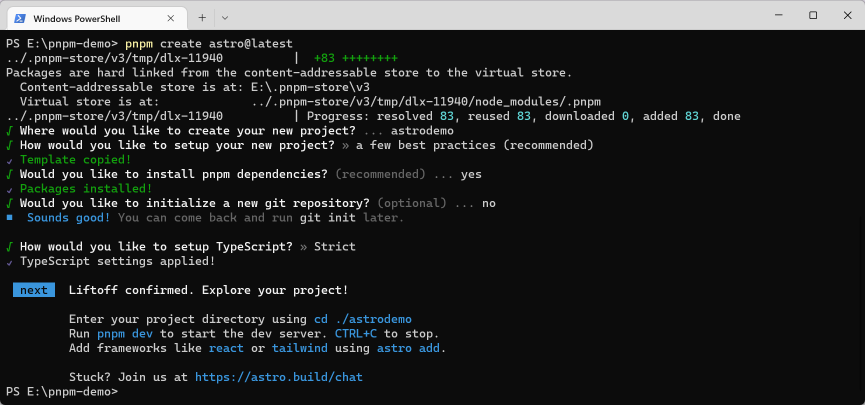 Windows PowerShell
PS E:\pnpm-demo> pnpm create astro@latest
../.pnpm-store/v3/tmp/dlx-11940          |  +83 ++++++++
Packages are hard linked from the content-addressable store to the virtual store.
  Content-addressable store is at: E:\.pnpm-store\v3
  Virtual store is at:             ../.pnpm-store/v3/tmp/dlx-11940/node_modules/.pnpm
../.pnpm-store/v3/tmp/dlx-11940          | Progress: resolved 83, reused 83, downloaded 0, added 83, done
√ Where would you like to create your new project? ... astrodemo
√ How would you like to setup your new project? » a few best practices (recommended)
✓ Template copied!
√ Would you like to install pnpm dependencies? (recommended) ... yes
✓ Packages installed!
√ Would you like to initialize a new git repository? (optional) ... no
■  Sounds good! You can come back and run git init later.
√ How would you like to setup TypeScript? » Strict
✓ TypeScript settings applied!
next  Liftoff confirmed. Explore your project!
Enter your project directory using cd ./astrodemo
Run pnpm dev to start the dev server. CTRL+C to stop.
Add frameworks like react or tailwind using astro add.
Stuck? Join us at https://astro.build/chat
PS E:\pnpm-demo>